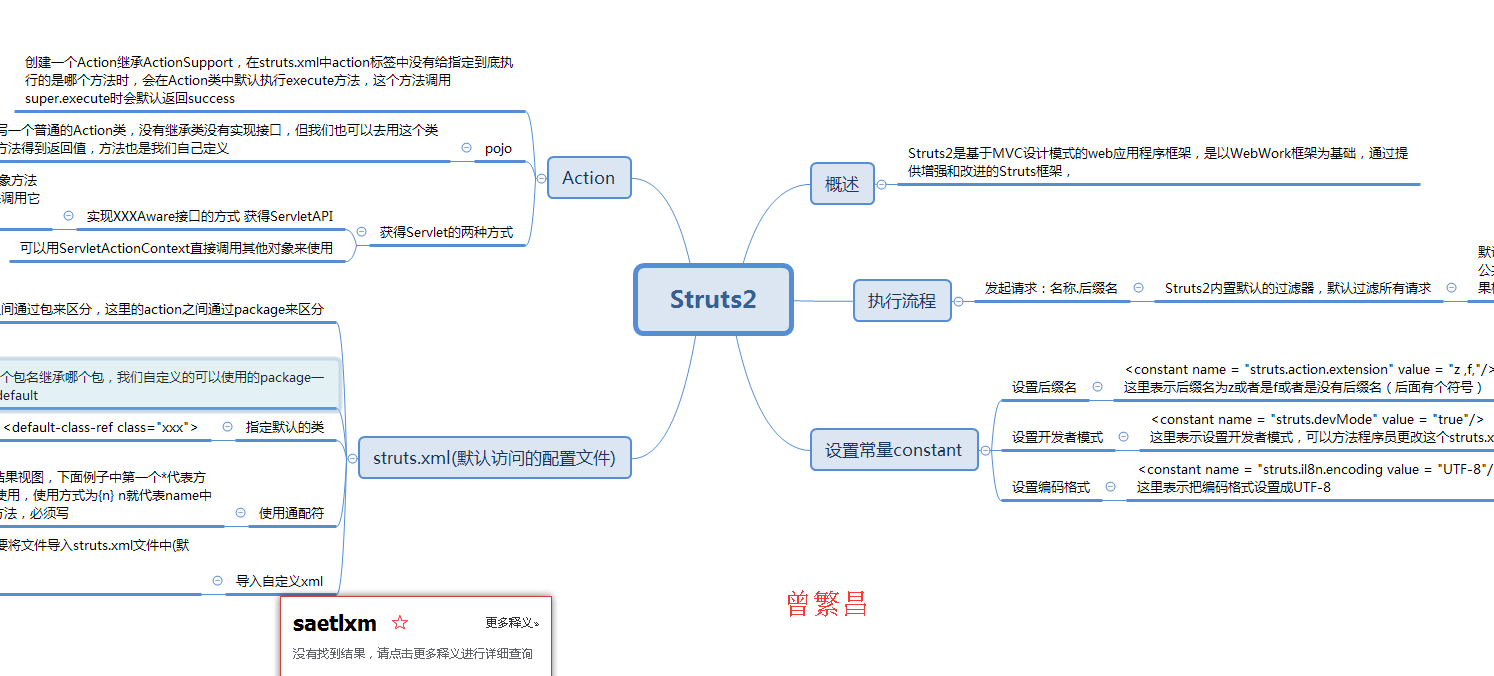 创建一个Action继承ActionSupport，在struts.xml中action标签中没有给指定到底执
行的是哪个方法时，会在Action类中默认执行execute方法，这个方法调用
super.execute时会默认返回success
写一个普通的Action类，没有继承类没有实现接口，但我们也可以去用这个类
方法得到返回值，方法也是我们自己定义
pojo
象方法
调用它
实现XXXAware接口的方式 获得ServletAPI
可以用ServletActionContext直接调用其他对象来使用
获得Servlet的两种方式
Action
间通过包来区分，这里的action之间通过package来区分
个包名继承哪个包，我们自定义的可以使用的package一
default
<default-class-ref class="xxx">
指定默认的类
结果视图，下面例子中第一个*代表方
使用，使用方式为{n} n就代表name中
方法，必须写
使用通配符
要将文件导入struts.xml文件中(默
导入自定义xml
struts.xml(默认访问的配置文件)
Struts2
概述
Struts2是基于MVC设计模式的web应用程序框架，是以WebWork框架为基础，通过提
供增强和改进的Struts框架，
执行流程
发起请求：名称.后缀名
Struts2内置默认的过滤器，默认过滤所有请求
默认
公共
果
设置常量constant
设置后缀名
<constant name = "struts.action.extension" value = "z ,f,"/>
这里表示后缀名为z或者是f或者是没有后缀名（后面有个符号）
设置开发者模式
<constant name = "struts.devMode" value = "true"/>
这里表示设置开发者模式，可以方法程序员更改这个struts.x
设置编码格式
<constant name = "struts.il8n.encoding value = "UTF-8"/
这里表示把编码格式设置成UTF-8
曾繁昌
saetlxm
更多释义»
没有找到结果，请点击更多释义进行详细查询